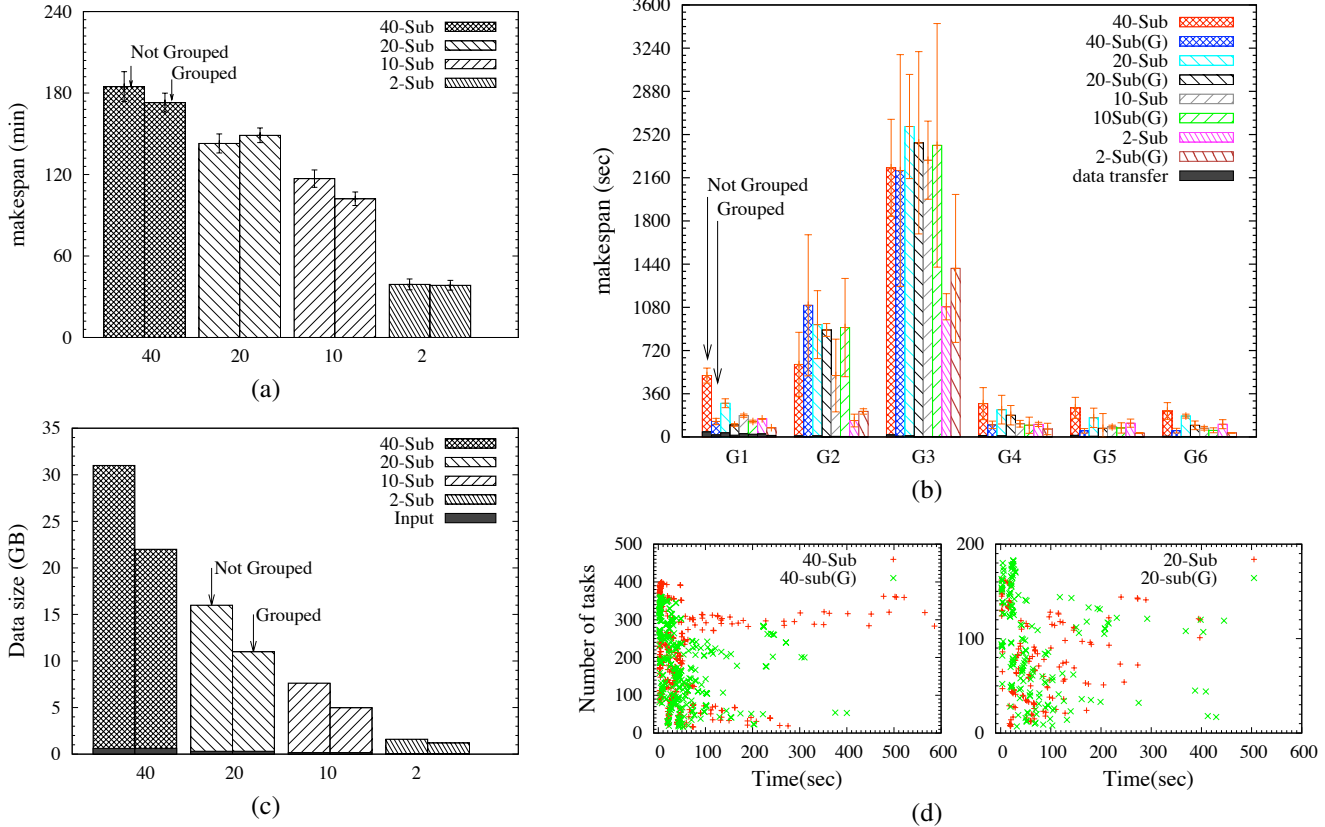 240
180
120
60
0
makespan (min)
40-Sub
20-Sub
10-Sub
2-Sub
Not Grouped
Grouped
40 20 10 2
(a)
3600
3240
2880
2520
2160
1800
1440
1080
720
360
0
makespan (sec)
40-Sub
40-Sub(G)
20-Sub
20-Sub(G)
10-Sub
10Sub(G)
2-Sub
2-Sub(G)
data transfer
Not Grouped
Grouped
G1 G2 G3 G4 G5 G6
(b)
35
30
25
20
15
10
5
0
Data size (GB)
40-Sub
20-Sub
10-Sub
2-Sub
Input
Not Grouped
Grouped
40 20 10 2
(c)
500
400
300
200
100
0
Number of tasks
40-Sub
40-sub(G)
0 100 200 300 400 500 600
Time(sec)
200
100
0
20-Sub
20-sub(G)
0 100 200 300 400 500 600
Time(sec)
(d)